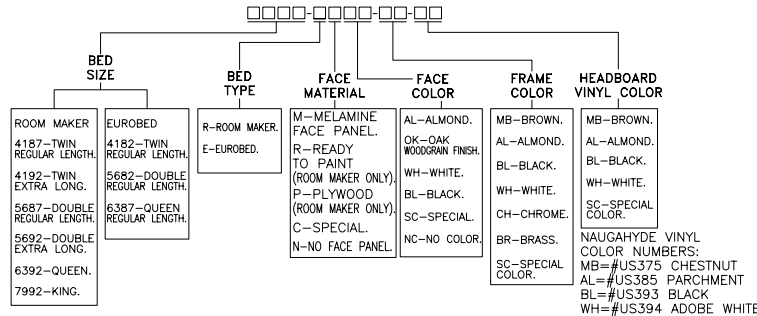 BED
SIZE
ROOM MAKER
4187-TWIN
REGULAR LENGTH.
4192-TWIN
EXTRA LONG.
5687-DOUBLE
REGULAR LENGTH.
5692-DOUBLE
EXTRA LONG.
6392-QUEEN.
7992-KING.
EUROBED
4182-TWIN
REGULAR LENGTH.
5682-DOUBLE
REGULAR LENGTH.
6387-QUEEN
REGULAR LENGTH.
BED
TYPE
R-ROOM MAKER.
E-EUROBED.
FACE
MATERIAL
M-MELAMINE
FACE PANEL.
R-READY
TO PAINT
(ROOM MAKER ONLY).
P-PLYWOOD
(ROOM MAKER ONLY).
C-SPECIAL.
N-NO FACE PANEL.
FACE
COLOR
AL-ALMOND.
OK-OAK
WOODGRAIN FINISH.
WH-WHITE.
BL-BLACK.
SC-SPECIAL.
NC-NO COLOR.
FRAME
COLOR
MB-BROWN.
AL-ALMOND.
BL-BLACK.
WH-WHITE.
CH-CHROME.
BR-BRASS.
SC-SPECIAL
COLOR.
HEADBOARD
VINYL COLOR
MB-BROWN.
AL-ALMOND.
BL-BLACK.
WH-WHITE.
SC-SPECIAL
COLOR.
NAUGAHYDE VINYL
COLOR NUMBERS:
MB=#US375 CHESTNUT
AL=#US385 PARCHMENT
BL=#US393 BLACK
WH=#US394 ADOBE WHITE